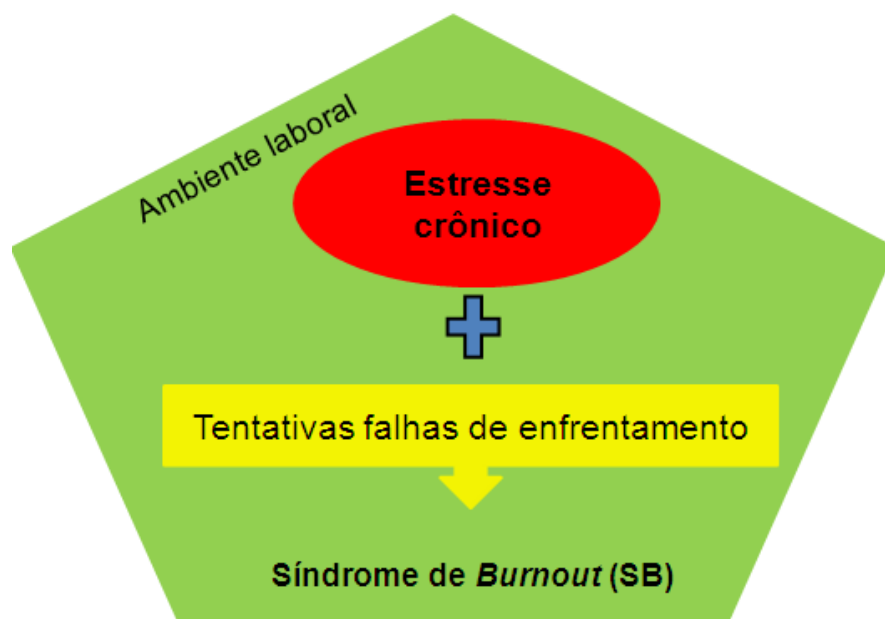 Ambiente laboral
Estresse
crônico
Tentativas falhas de enfrentamento
Síndrome de Burnout (SB)